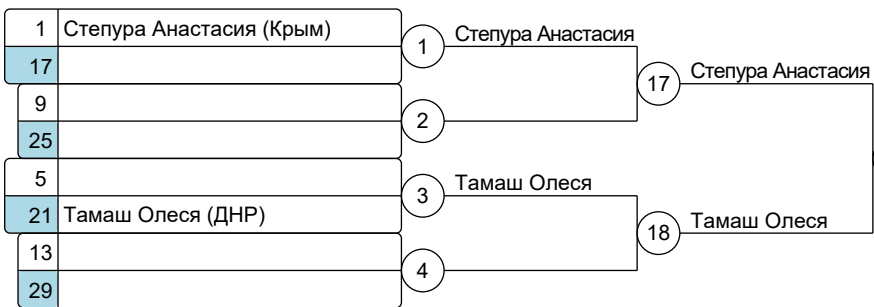 1 Степура Анастасия (Крым)
17
9
25
5
21 Тамаш Олеся (ДНР)
13
29
1 Степура Анастасия
2
3 Тамаш Олеся
4
17 Степура Анастасия
18 Тамаш Олеся